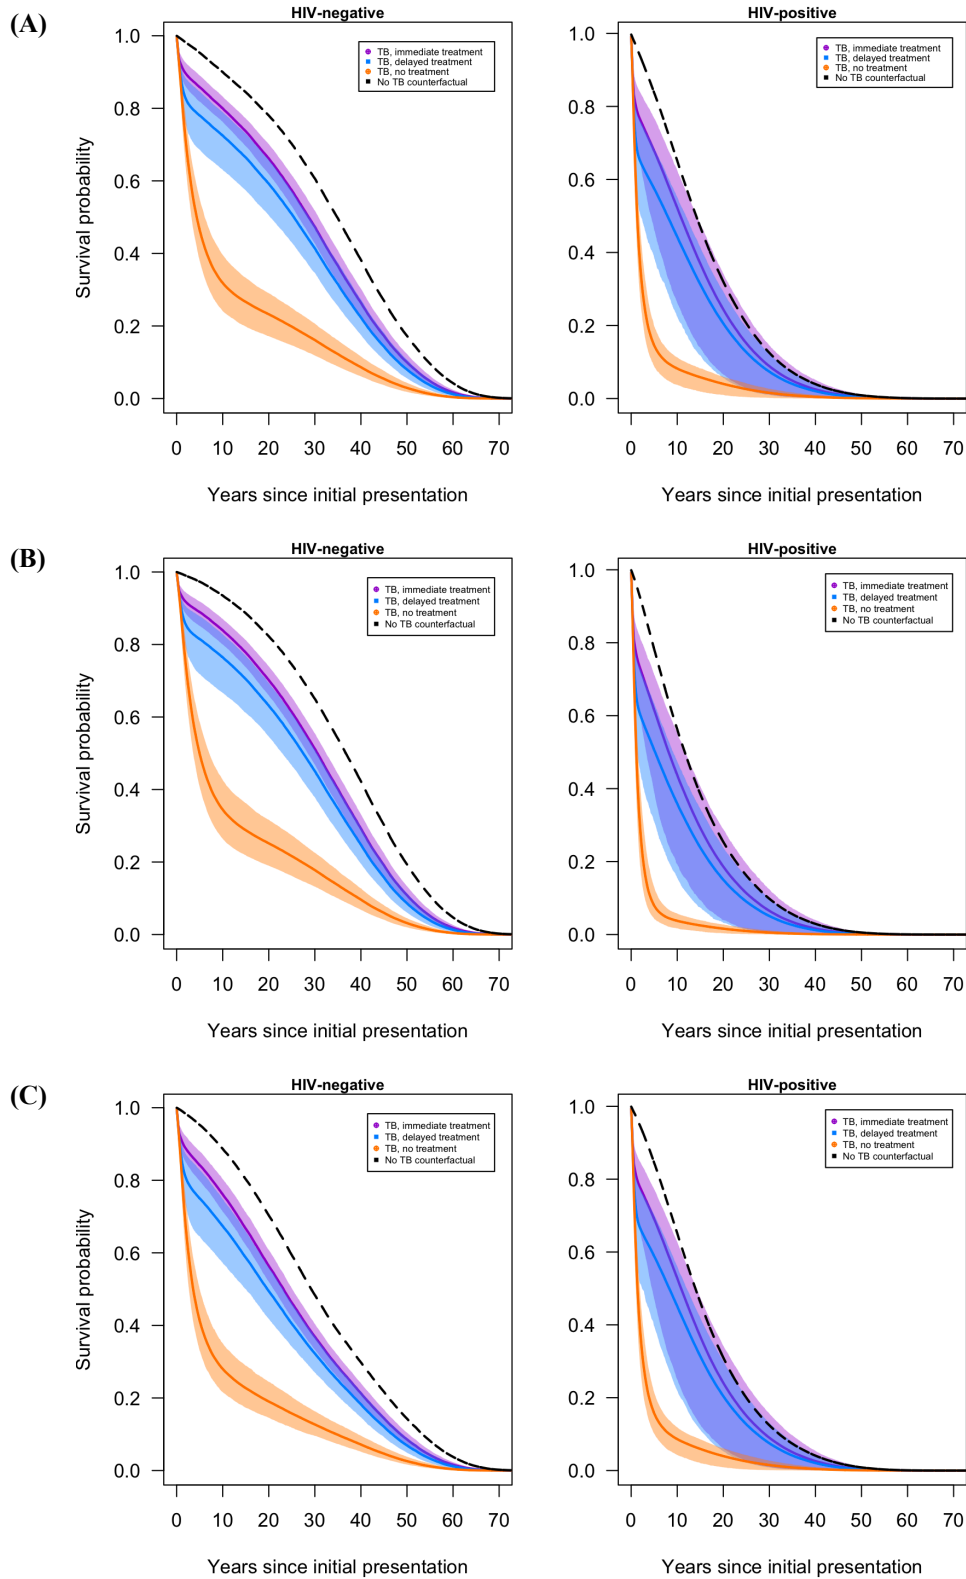 (A)
HIV-negative
HIV-positive
Survival probability
1.0
0.8
0.6
0.4
0.2
0.0
TB, immediate treatment
TB, delayed treatment
TB, no treatment
No TB counterfactual
0 10 20 30 40 50 60 70
Years since initial presentation
1.0
0.8
0.6
0.4
0.2
0.0
TB, immediate treatment
TB, delayed treatment
TB, no treatment
No TB counterfactual
0 10 20 30 40 50 60 70
Years since initial presentation
(B)
HIV-negative
HIV-positive
Survival probability
1.0
0.8
0.6
0.4
0.2
0.0
TB, immediate treatment
TB, delayed treatment
TB, no treatment
No TB counterfactual
0 10 20 30 40 50 60 70
Years since initial presentation
1.0
0.8
0.6
0.4
0.2
0.0
TB, immediate treatment
TB, delayed treatment
TB, no treatment
No TB counterfactual
0 10 20 30 40 50 60 70
Years since initial presentation
(C)
HIV-negative
HIV-positive
Survival probability
1.0
0.8
0.6
0.4
0.2
0.0
TB, immediate treatment
TB, delayed treatment
TB, no treatment
No TB counterfactual
0 10 20 30 40 50 60 70
Years since initial presentation
1.0
0.8
0.6
0.4
0.2
0.0
TB, immediate treatment
TB, delayed treatment
TB, no treatment
No TB counterfactual
0 10 20 30 40 50 60 70
Years since initial presentation